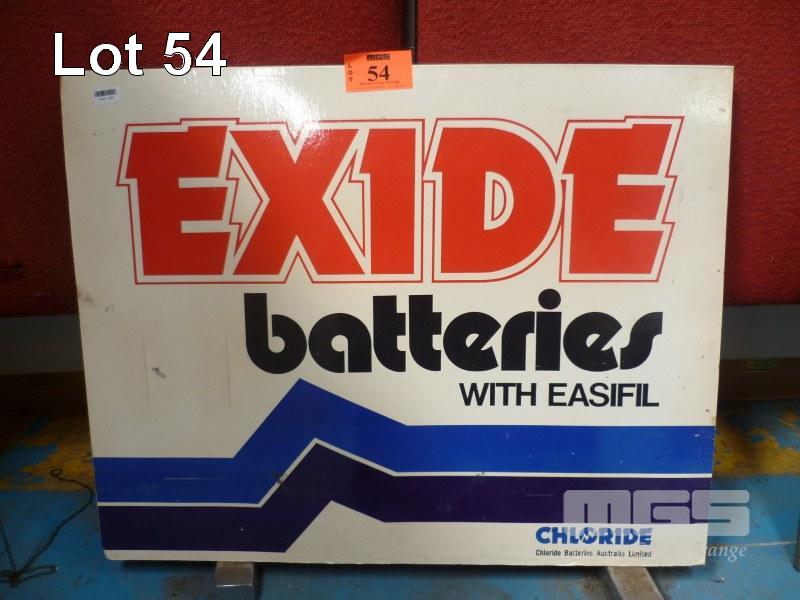 Lot 54
MGS
LOT
54
EXIDE
batteries
WITH EASIFIL
MGS
CHLORIDE
Chloride Batteries Australia Limited